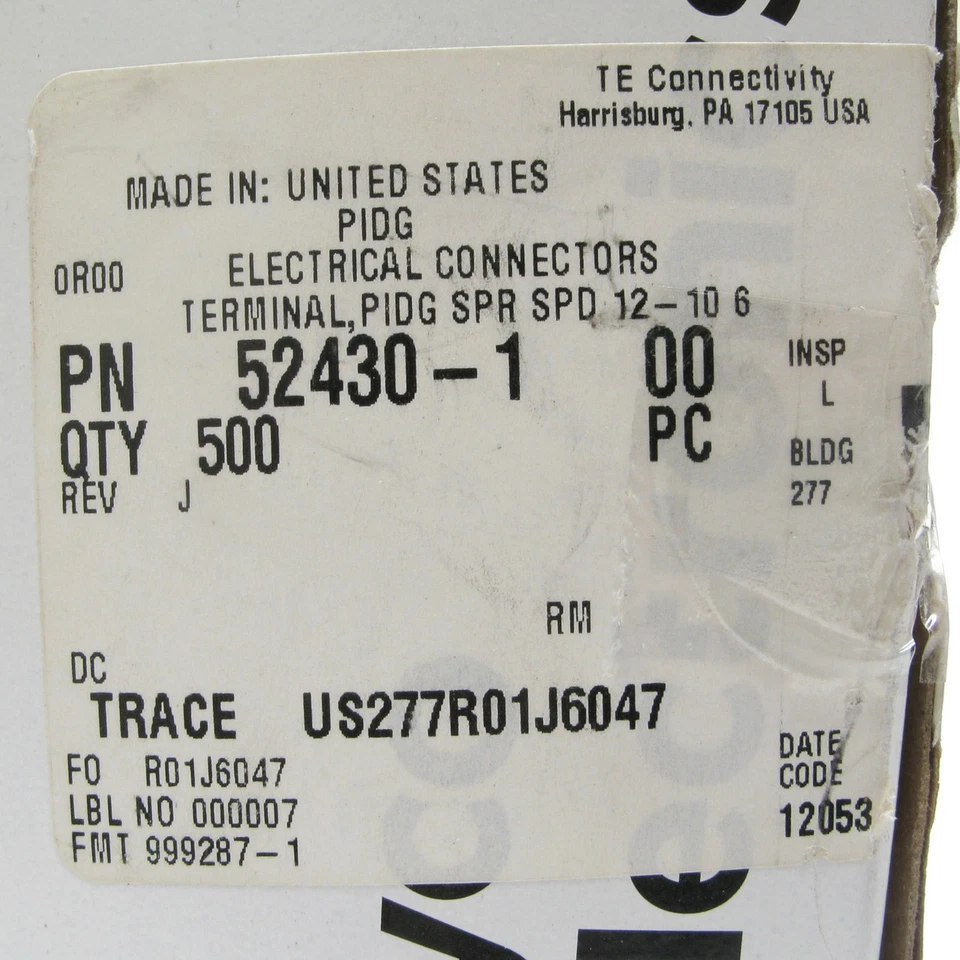 TE Connectivity
Harrisburg, PA 17105 USA
MADE IN: UNITED STATES
PIDG
0R00 ELECTRICAL CONNECTORS
TERMINAL,PIDG SPR SPD 12-10 6
PN 52430-1 00 INSP
L
QTY 500 PC BLDG
REV J 277
RM
DC
TRACE US277R01J6047
DATE
FO R01J6047 CODE
LBL NO 000007 12053
FMT 999287-1